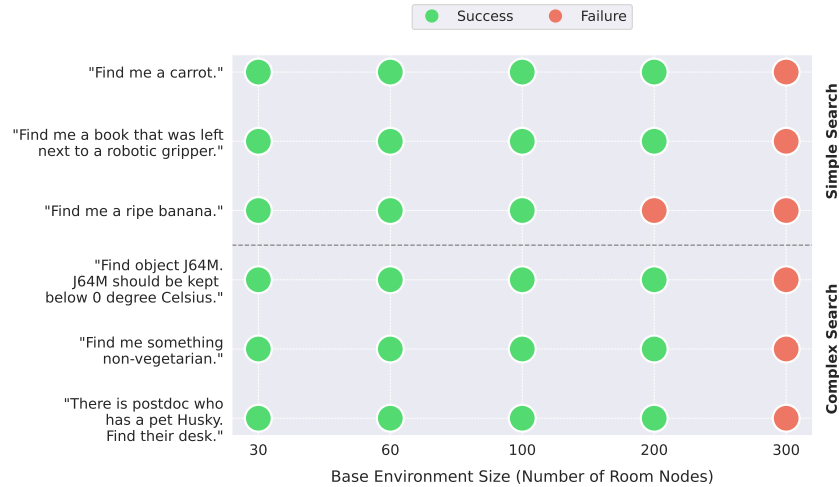 Success Failure
"Find me a carrot."
"Find me a book that was left
next to a robotic gripper."
"Find me a ripe banana."
"Find object J64M.
J64M should be kept
below 0 degree Celsius."
"Find me something
non-vegetarian."
"There is postdoc who
has a pet Husky.
Find their desk."
Simple Search
Complex Search
30 60 100 200 300
Base Environment Size (Number of Room Nodes)